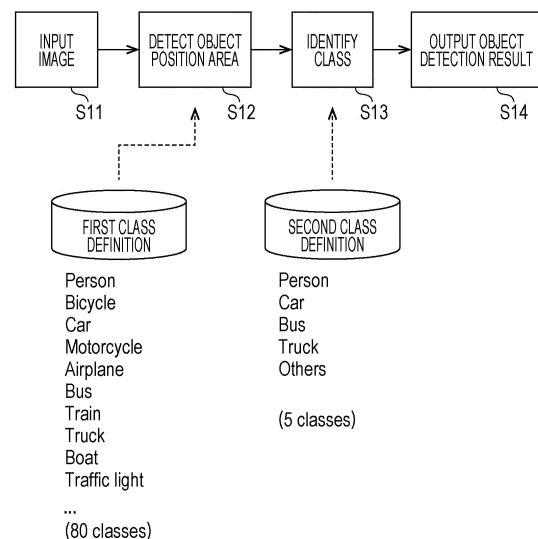 INPUT
IMAGE
S11
DETECT OBJECT
POSITION AREA
S12
IDENTIFY
CLASS
S13
OUTPUT OBJECT
DETECTION RESULT
S14
FIRST CLASS
DEFINITION
Person
Bicycle
Car
Motorcycle
Airplane
Bus
Train
Truck
Boat
Traffic light
...
(80 classes)
SECOND CLASS
DEFINITION
Person
Car
Bus
Truck
Others
(5 classes)